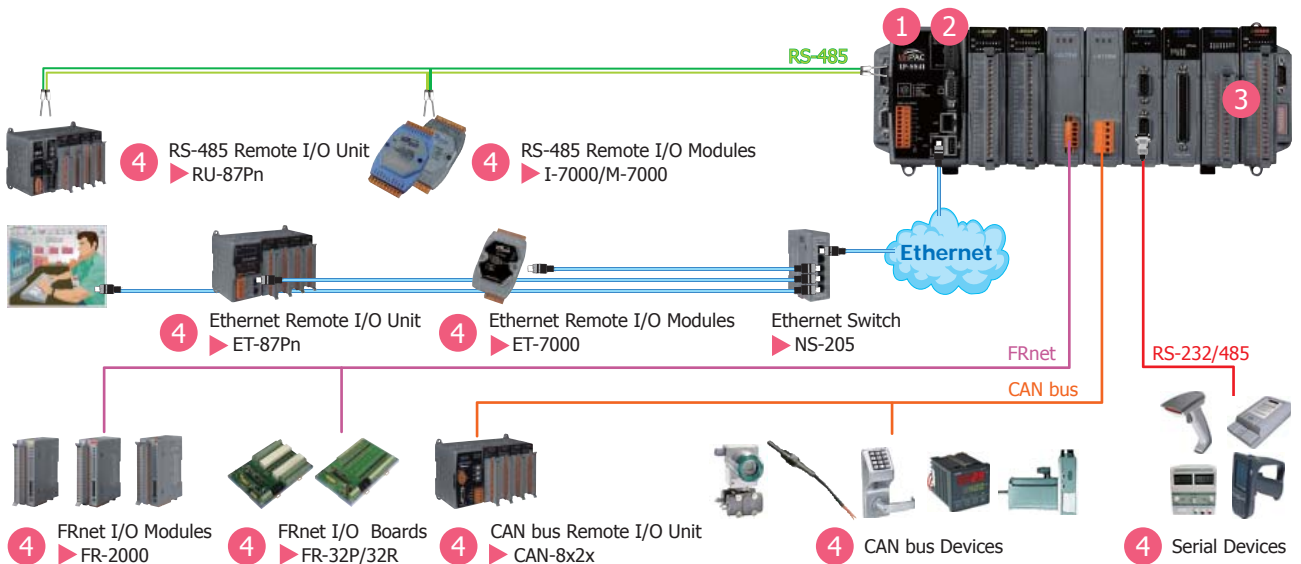 1
2
RS-485
3
4
RS-485 Remote I/O Unit
RU-87Pn
4
RS-485 Remote I/O Modules
I-7000/M-7000
Ethernet
4
Ethernet Remote I/O Unit
ET-87Pn
4
Ethernet Remote I/O Modules
ET-7000
Ethernet Switch
NS-205
FRnet
RS-232/485
CAN bus
4
FRnet I/O Modules
FR-2000
4
FRnet I/O Boards
FR-32P/32R
4
CAN bus Remote I/O Unit
CAN-8x2x
4
CAN bus Devices
4
Serial Devices